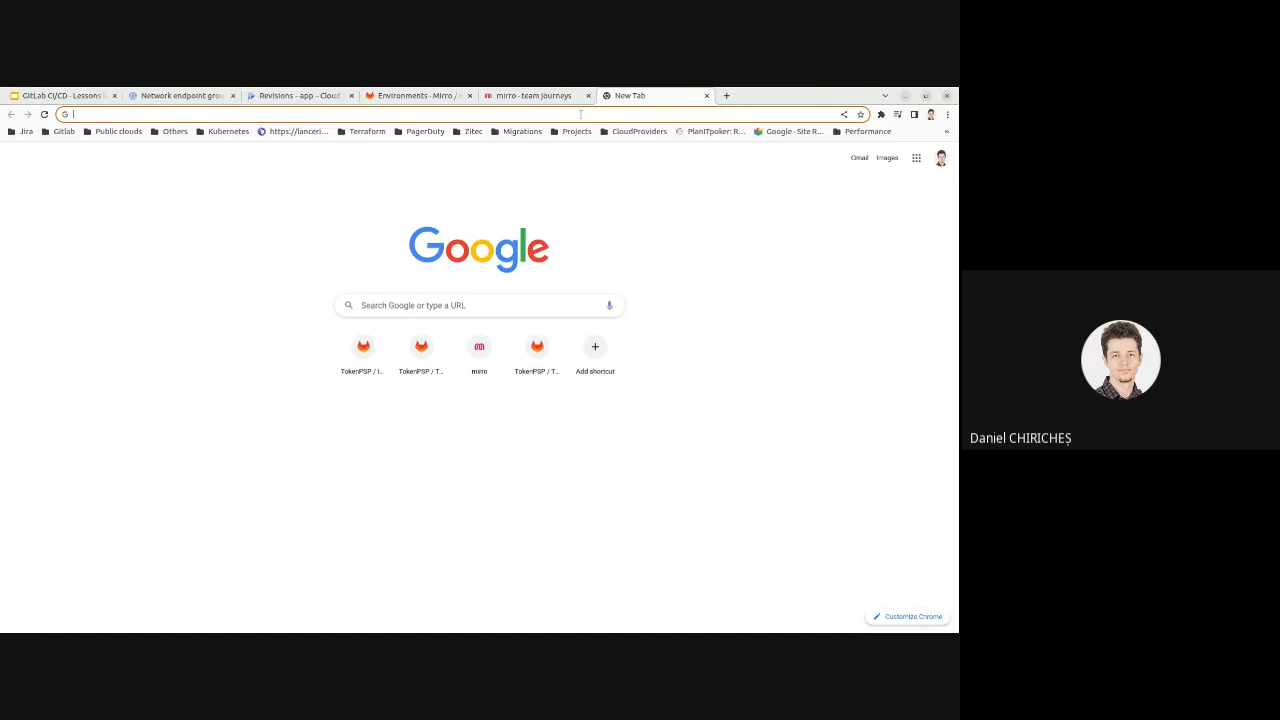 GitLab CI/CD - Lessons
Network endpoint grou
Revisions – app – Cloud
Environments · Mirro /
mirro - team journeys
New Tab
Jira
Gitlab
Public clouds
Others
Kubernetes
https://lanceri...
Terraform
PagerDuty
Zitec
Migrations
Projects
CloudProviders
PlanITpoker: R...
Google - Site R...
Performance
»
Gmail
Images
Google
Search Google or type a URL
TokenPSP / I...
TokenPSP / T...
mirro
TokenPSP / T...
Add shortcut
Daniel CHIRICHEȘ
Customize Chrome